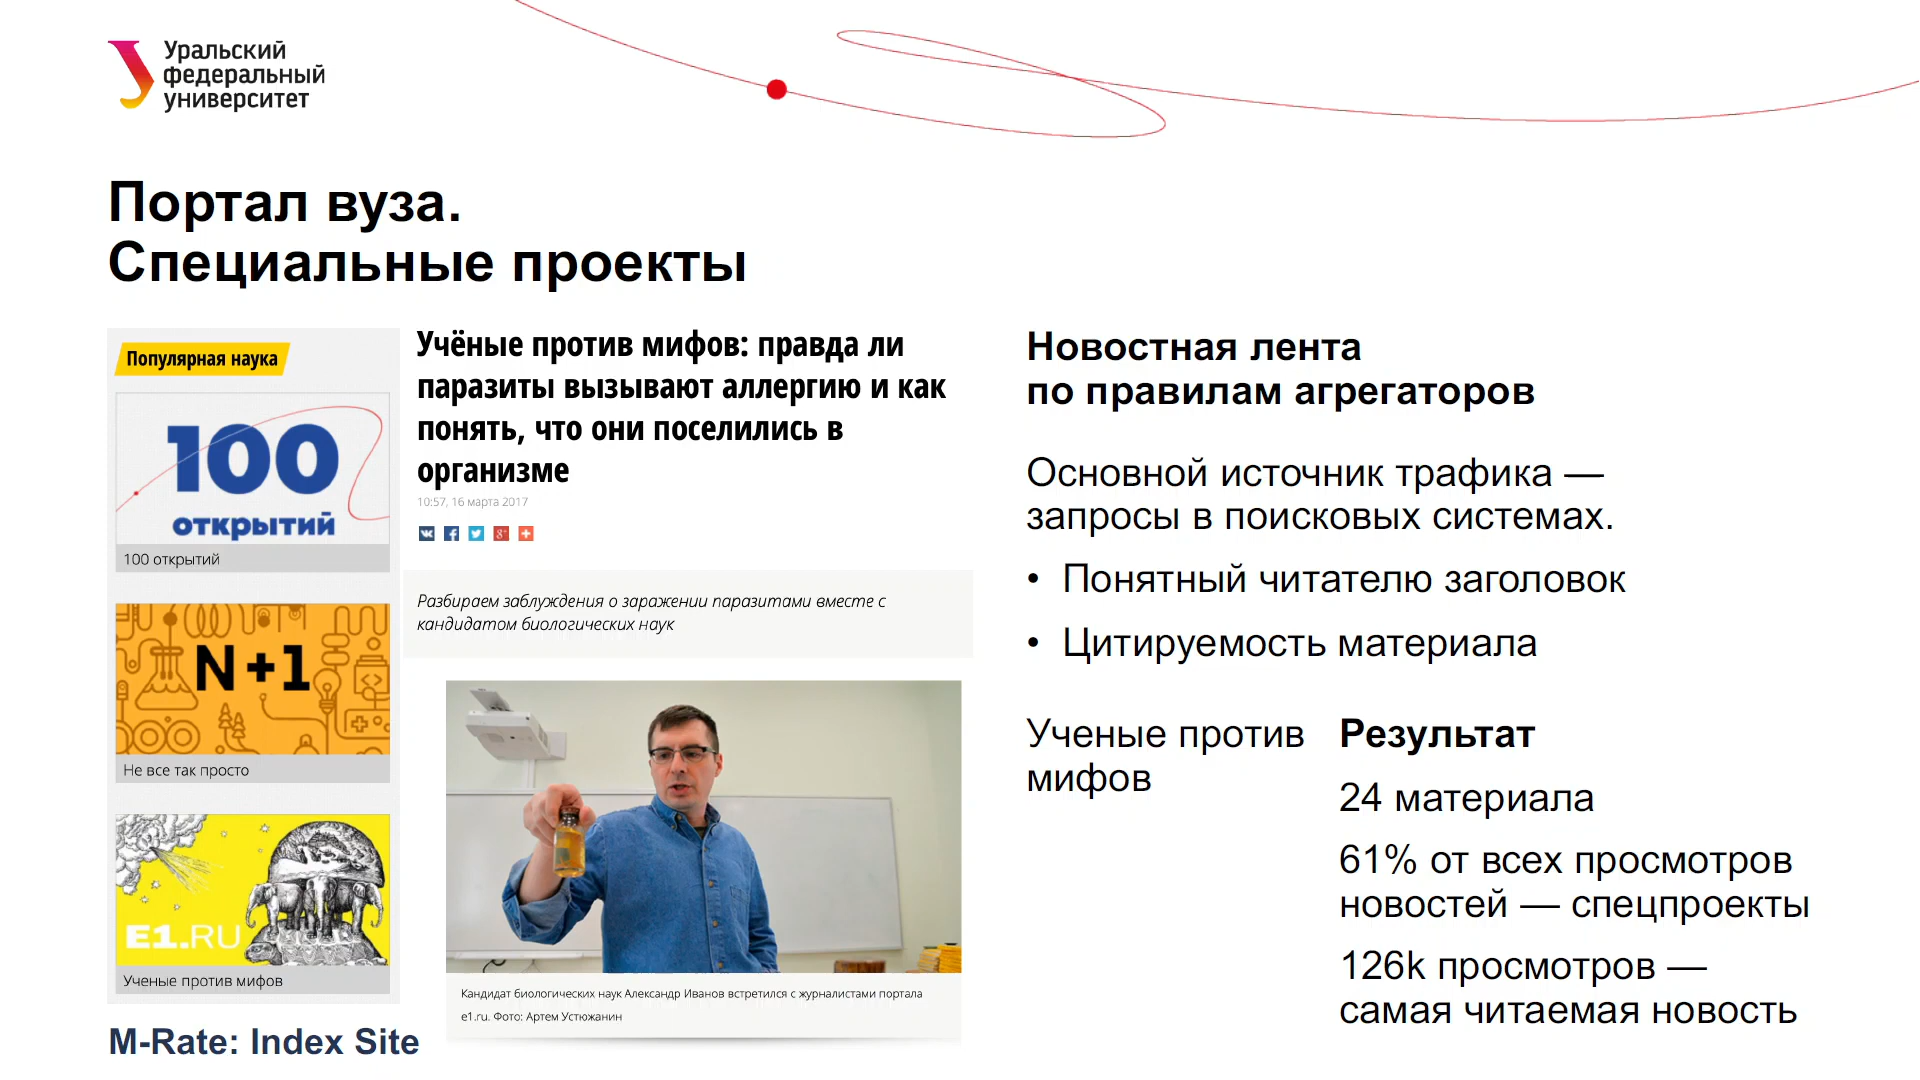 Уральский
федеральный
университет
Портал вуза.
Специальные проекты
Популярная наука
100
открытий
100 открытий
N+1
Не все так просто
E1.RU
Ученые против мифов
M-Rate: Index Site
Учёные против мифов: правда ли
паразиты вызывают аллергию и как
понять, что они поселились в
организме
10:57, 16 марта 2017
Разбираем заблуждения о заражении паразитами вместе с
кандидатом биологических наук
Кандидат биологических наук Александр Иванов встретился с журналистами портала
e1.ru. Фото: Артем Устюжанин
Новостная лента
по правилам агрегаторов
Основной источник трафика —
запросы в поисковых системах.
• Понятный читателю заголовок
• Цитируемость материала
Ученые против
мифов
Результат
24 материала
61% от всех просмотров
новостей — спецпроекты
126k просмотров —
самая читаемая новость